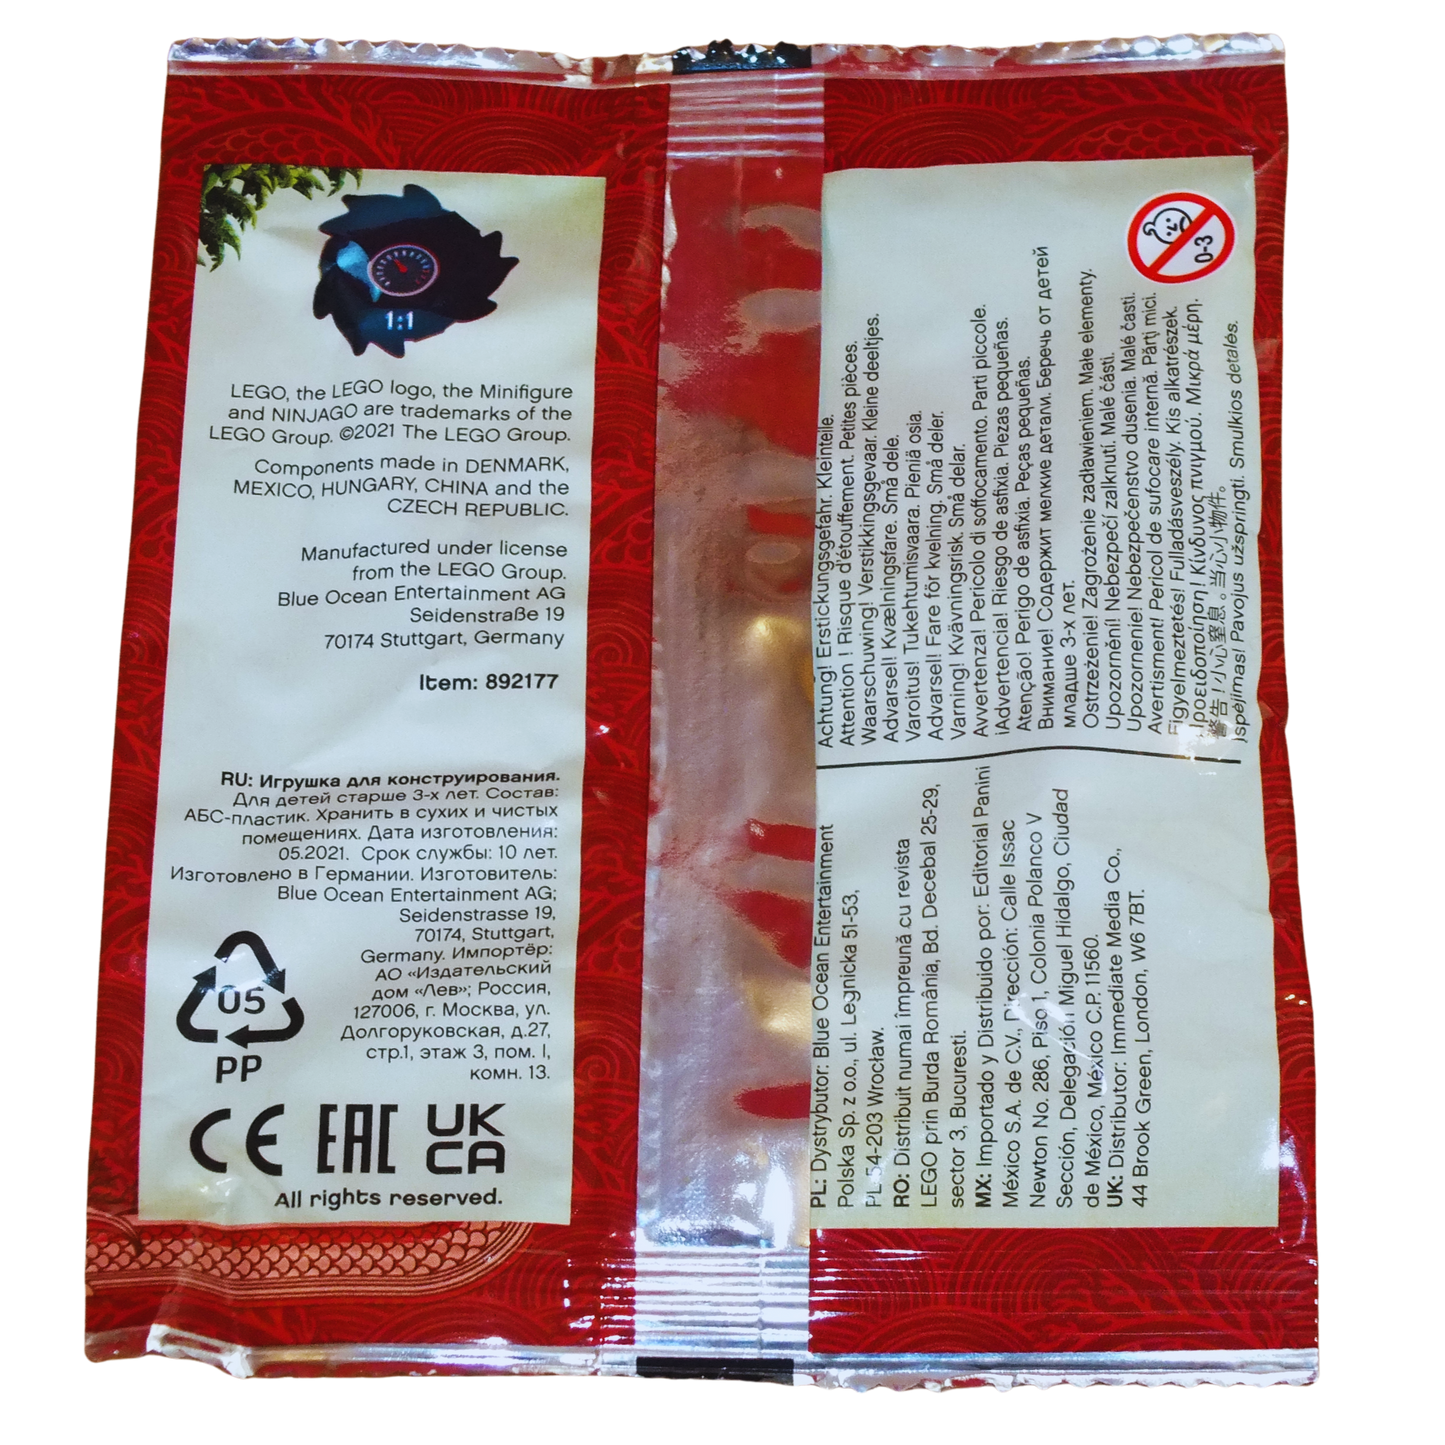 1:1
LEGO, the LEGO logo, the Minifigure
and NINJAGO are trademarks of the
LEGO Group. ©2021 The LEGO Group.
Components made in DENMARK,
MEXICO, HUNGARY, CHINA and the
CZECH REPUBLIC.
Manufactured under license
from the LEGO Group.
Blue Ocean Entertainment AG
Seidenstraße 19
70174 Stuttgart, Germany
Item: 892177
RU: Игрушка для конструирования.
Для детей старше 3-х лет. Состав:
АБС-пластик. Хранить в сухих и чистых
помещениях. Дата изготовления:
05.2021. Срок службы: 10 лет.
Изготовлено в Германии. Изготовитель:
Blue Ocean Entertainment AG;
Seidenstrasse 19,
70174, Stuttgart,
Germany. Импортёр:
АО «Издательский
дом «Лев»; Россия,
127006, г. Москва, ул.
Долгоруковская, д.27,
стр.1, этаж 3, пом. I,
комн. 13.
05
PP
CE EAC UK
CA
All rights reserved.
0-3
Achtung! Erstickungsgefahr. Kleinteile.
Attention ! Risque d'étouffement. Petites pièces.
Waarschuwing! Verstikkingsgevaar. Kleine deeltjes.
Advarsel! Kvælningsfare. Små dele.
Varoitus! Tukehtumisvaara. Pieniä osia.
Advarsel! Fare för kvelning. Små deler.
Varning! Kvävningsrisk. Små delar.
Avvertenza! Pericolo di soffocamento. Parti piccole.
¡Advertencia! Riesgo de asfixia. Piezas pequeñas.
Atenção! Perigo de asfixia. Peças pequeñas.
Внимание! Содержит мелкие детали. Беречь от детей
младше 3-х лет.
Ostrzeżenie! Zagrożenie zadławieniem. Małe elementy.
Upozornění! Nebezpečí zalknutí. Malé části.
Upozornenie! Nebezpečenstvo dusenia. Malé časti.
Avertisment! Pericol de sufocare internă. Părți mici.
Figyelmeztetés! Fulladásveszély. Kis alkatrészek.
Προειδοποίηση! Κίνδυνος πνιγμού. Μικρά μέρη.
警告！小心窒息。当心小物件。
Įspėjimas! Pavojus užspringti. Smulkios detalės.
PL: Dystrybutor: Blue Ocean Entertainment
Polska Sp. z o.o., ul. Legnicka 51-53,
PL 54-203 Wrocław.
RO: Distribuit numai împreună cu revista
LEGO prin Burda România, Bd. Decebal 25-29,
sector 3, Bucuresti.
MX: Importado y Distribuido por: Editorial Panini
México S.A. de C.V., Dirección: Calle Issac
Newton No. 286, Piso 1, Colonia Polanco V
Sección, Delegación Miguel Hidalgo, Ciudad
de México, México C.P. 11560.
UK: Distributor: Immediate Media Co.,
44 Brook Green, London, W6 7BT.